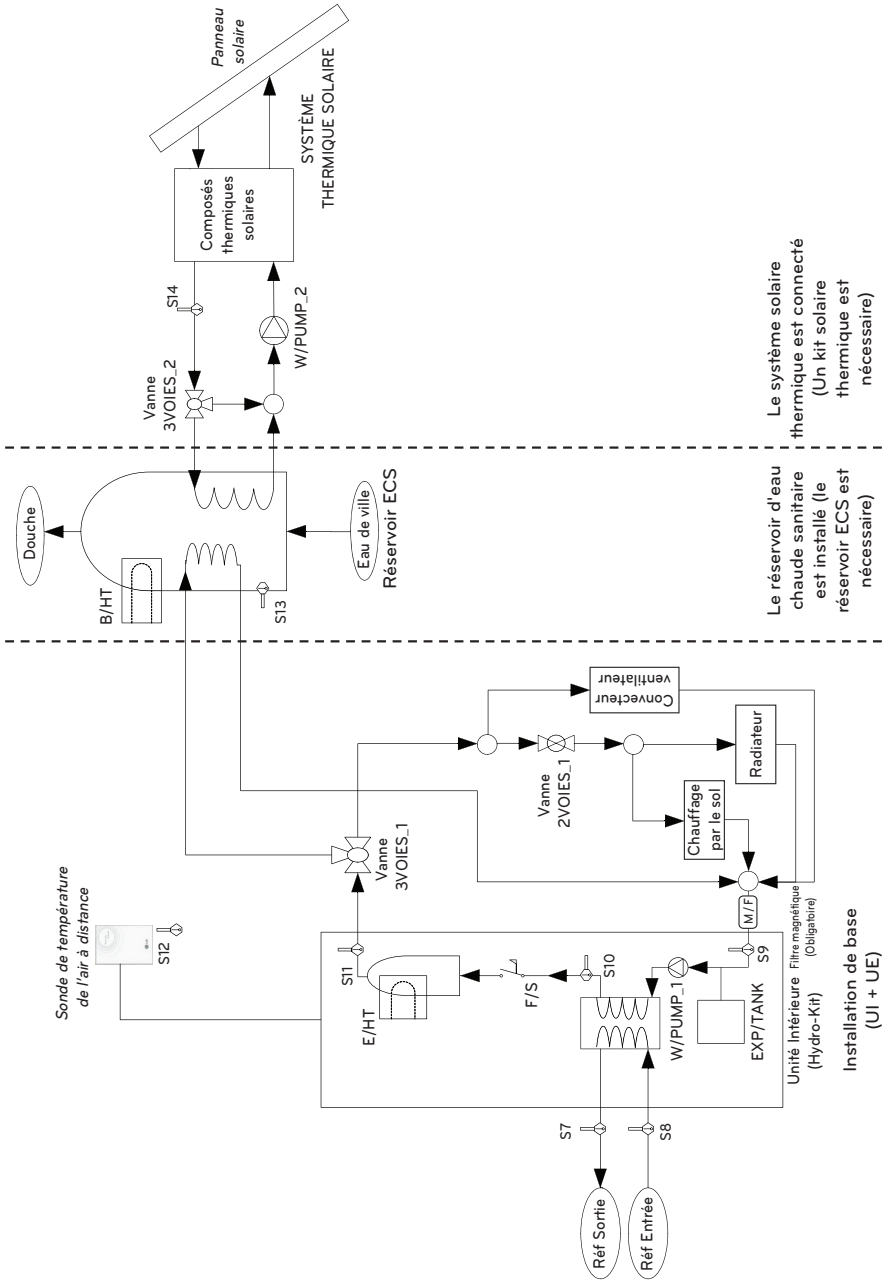 Panneau
solaire
SYSTÈME
THERMIQUE SOLAIRE
Composés
thermiques
solaires
S14
W/PUMP_2
Vanne
3VOIES_2
Le système solaire
thermique est connecté
(Un kit solaire
thermique est
nécessaire)
Douche
Eau de ville
Réservoir ECS
B/HT
S13
Le réservoir d'eau
chaude sanitaire
est installé (le
réservoir ECS est
nécessaire)
Convecteur
ventilateur
Vanne
2VOIES_1
Radiateur
Chauffage
par le sol
Vanne
3VOIES_1
M/F
Filtre magnétique
(Obligatoire)
Sonde de température
de l'air à distance
LG
S12
S11
E/HT
F/S
S10
W/PUMP_1
S9
EXP/TANK
Unité Intérieure
(Hydro-Kit)
Installation de base
(UI + UE)
S7
S8
Réf Sortie
Réf Entrée